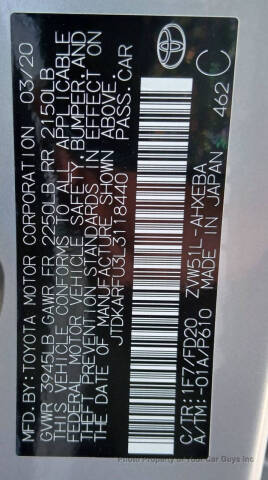 MFD.BY:TOYOTA MOTOR CORPORATION 03/20
GVWR 3945LB GAWR FR 2250LB RR 2150LB
THIS VEHICLE CONFORMS TO ALL APPLICABLE
FEDERAL MOTOR VEHICLE SAFETY, BUMPER, AND
THEFT PREVENTION STANDARDS IN EFFECT ON
THE DATE OF MANUFACTURE SHOWN ABOVE.
JTDKARFU3L3118440 PASS.CAR
C/TR:1F7/FD20 ZVW51L-AHXEBA
A/TM:-01A/P610 MADE IN JAPAN
TOYOTA
462 C
Photo Property of Your Car Guys Inc